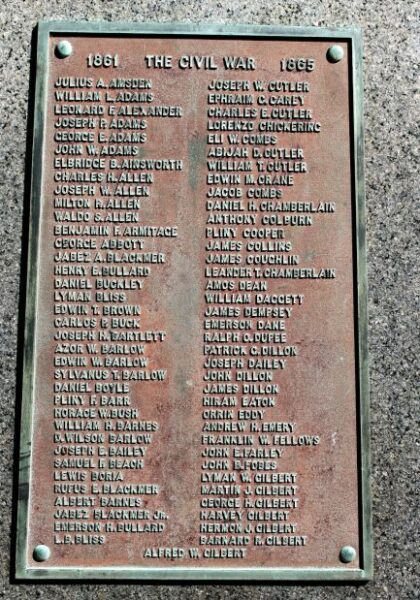 1861 THE CIVIL WAR 1865
JULIUS A. AMSDEN
WILLIAM L. ADAMS
LEONARD F. ALEXANDER
JOSEPH P. ADAMS
GEORGE E. ADAMS
JOHN W. ADAMS
ELBRIDGE B. AINSWORTH
CHARLES H. ALLEN
JOSEPH W. ALLEN
MILTON R. ALLEN
WALDO S. ALLEN
BENJAMIN F. ARMITAGE
GEORGE ABBOTT
JABEZ A. BLACKMER
HENRY E. BULLARD
DANIEL BUCKLEY
LYMAN BLISS
EDWIN T. BROWN
CARLOS P. BUCK
JOSEPH H. BARTLETT
AZOR W. BARLOW
EDWIN W. BARLOW
SYLVANUS T. BARLOW
DANIEL BOYLE
PLINY F. BARR
HORACE W. BUSH
WILLIAM H. BARNES
D. WILSON BARLOW
JOSEPH E. BAILEY
SAMUEL F. BEACH
LEWIS BORIA
RUFUS L. BLACKMER
ALBERT BARNES
JABEZ BLACKMER JR.
EMERSON H. BULLARD
L.B. BLISS
JOSEPH W. CUTLER
EPHRAIM C. CAREY
CHARLES E. CUTLER
LORENZO CHICKERING
ELI W. COMBS
ABIJAH D. CUTLER
WILLIAM T. CUTLER
EDWIN M. CRANE
JACOB COMBS
DANIEL H. CHAMBERLAIN
ANTHONY COLBURN
PLINY COOPER
JAMES COLLINS
JAMES COUGHLIN
LEANDER T. CHAMBERLAIN
AMOS DEAN
WILLIAM DAGGETT
JAMES DEMPSEY
EMERSON DANE
RALPH O. DUFEE
PATRICK C. DILLON
JOSEPH DAILEY
JOHN DILLON
JAMES DILLON
HIRAM EATON
ORRIN EDDY
ANDREW H. EMERY
FRANKLIN W. FELLOWS
JOHN E. FARLEY
JOHN B. FOBES
LYMAN W. GILBERT
MARTIN J. GILBERT
GEORGE H. GILBERT
HARVEY GILBERT
HERMON J. GILBERT
BARNARD R. GILBERT
ALFRED W. GILBERT